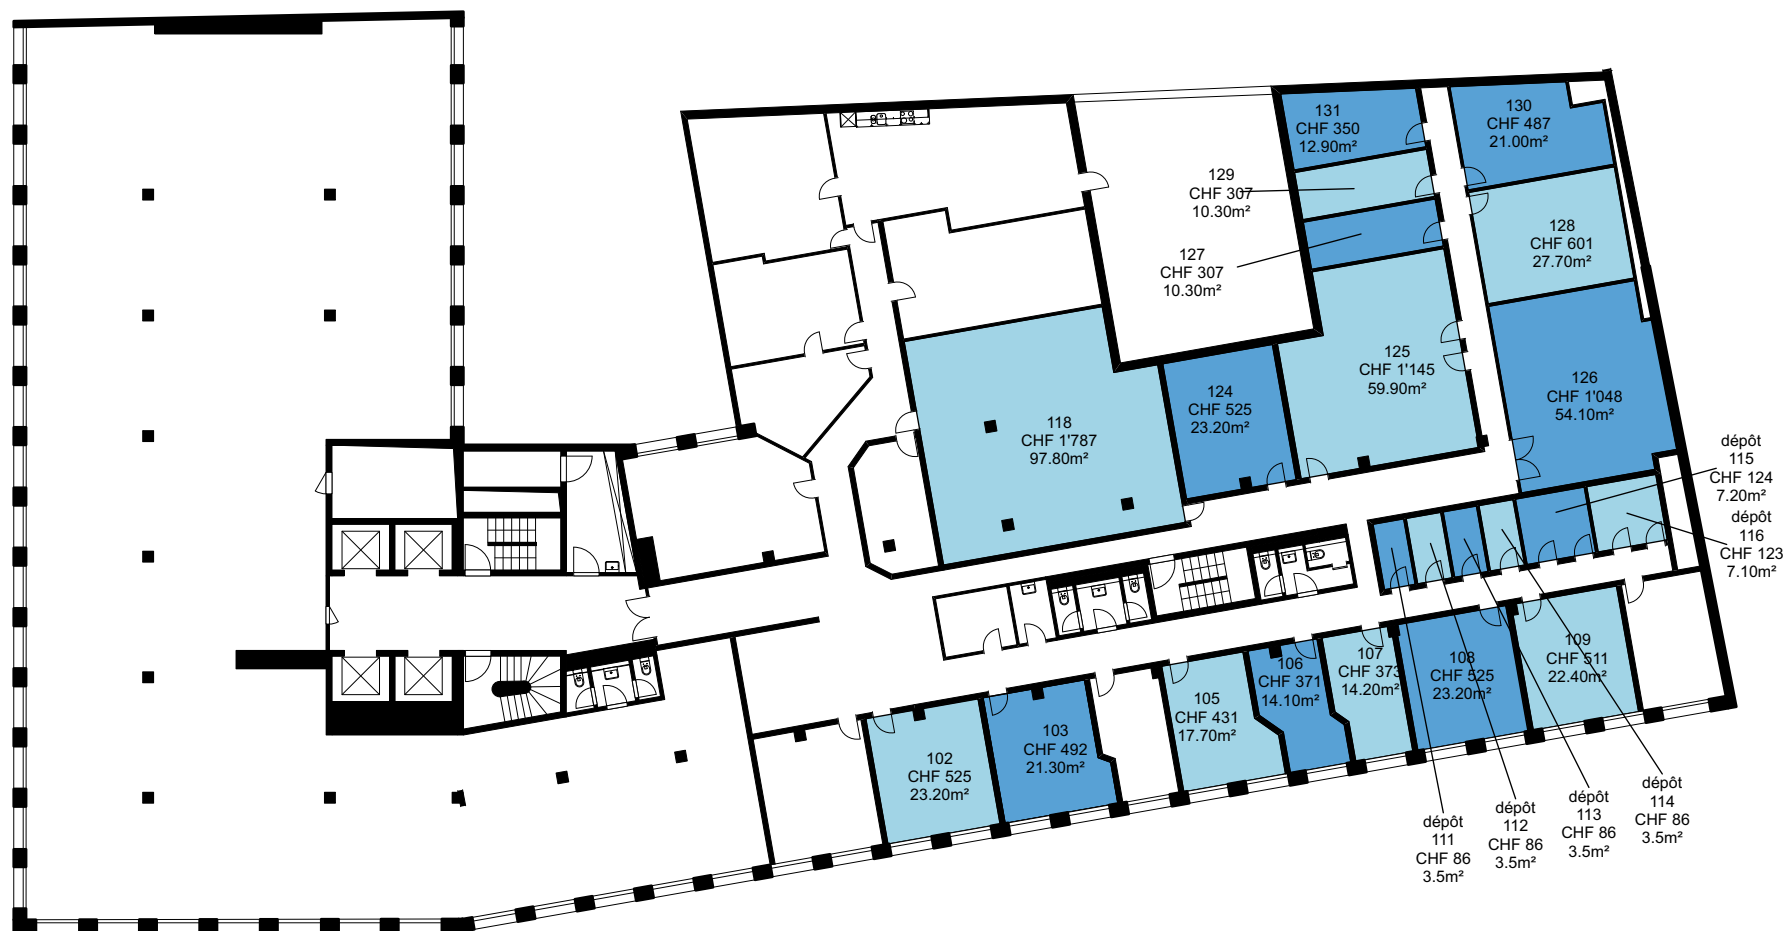 131
CHF 350
12.90m²
130
CHF 487
21.00m²
129
CHF 307
10.30m²
128
CHF 601
27.70m²
127
CHF 307
10.30m²
125
CHF 1'145
59.90m²
126
CHF 1'048
54.10m²
124
CHF 525
23.20m²
118
CHF 1'787
97.80m²
dépôt
115
CHF 124
7.20m²
dépôt
116
CHF 123
7.10m²
109
CHF 511
22.40m²
108
CHF 525
23.20m²
107
CHF 373
14.20m²
106
CHF 371
14.10m²
105
CHF 431
17.70m²
103
CHF 492
21.30m²
102
CHF 525
23.20m²
dépôt
111
CHF 86
3.5m²
dépôt
112
CHF 86
3.5m²
dépôt
113
CHF 86
3.5m²
dépôt
114
CHF 86
3.5m²